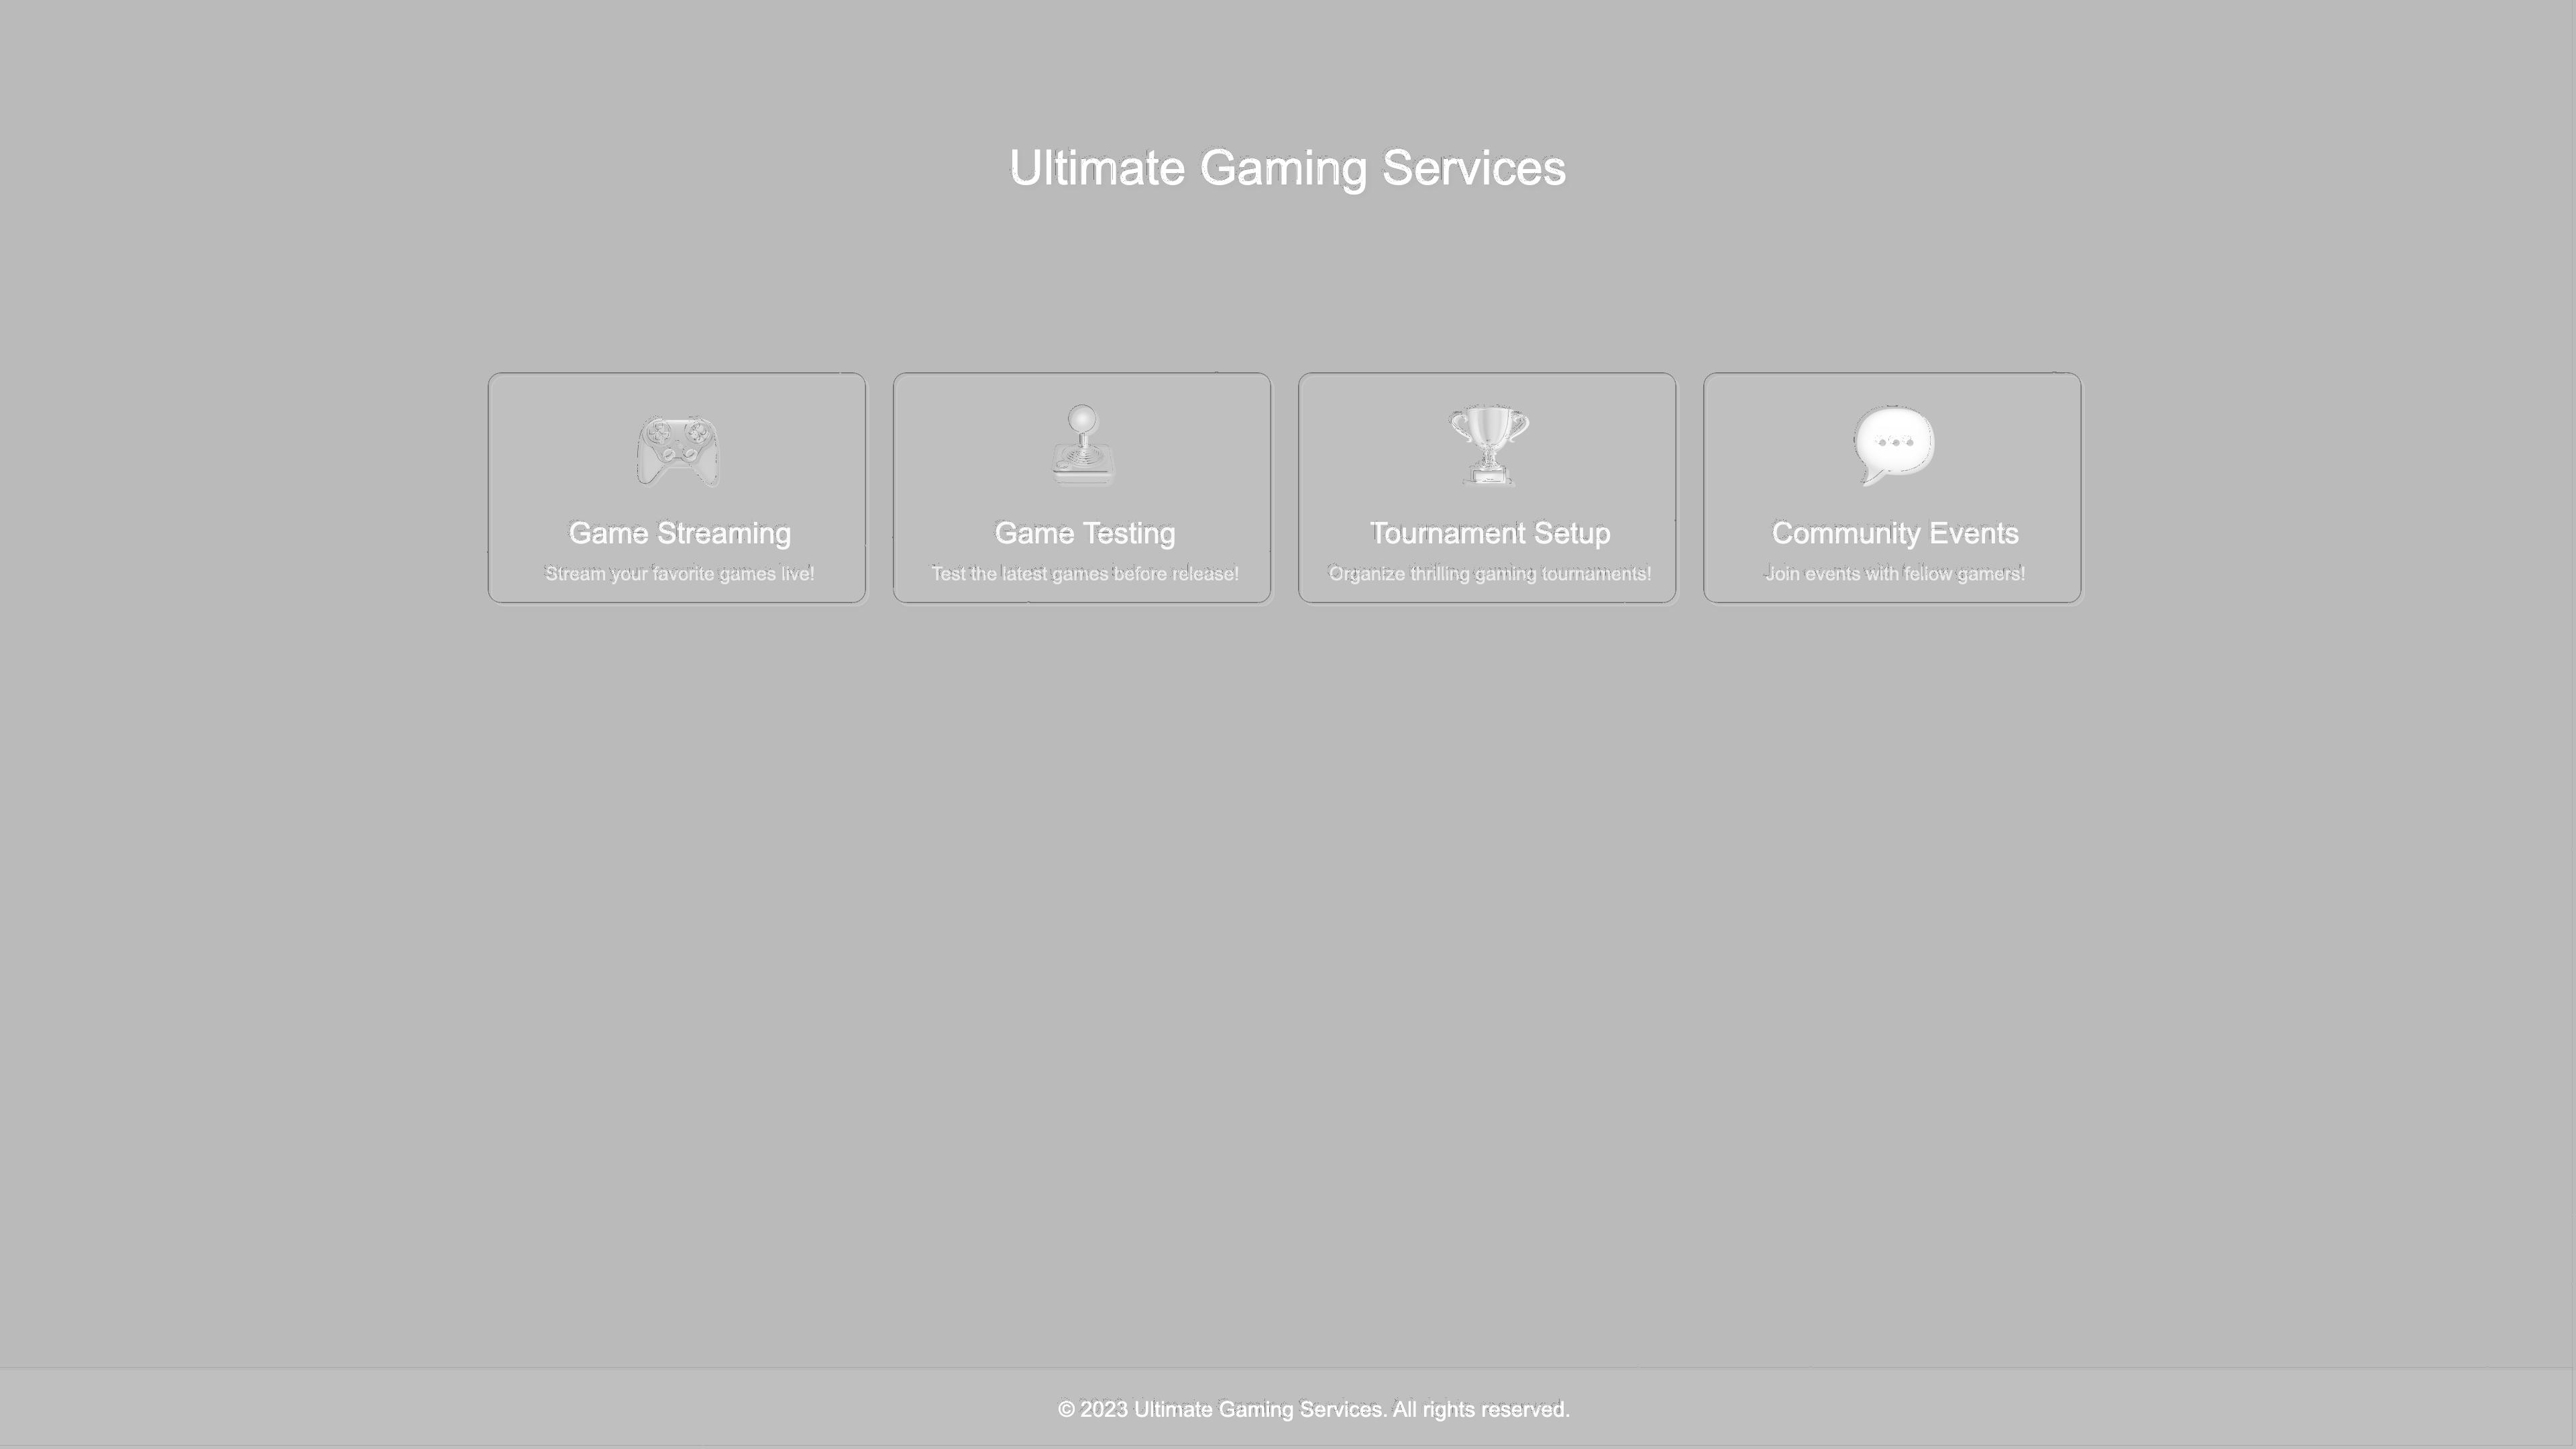 Ultimate Gaming Services
Game Streaming
Stream your favorite games live!
Game Testing
Test the latest games before release!
Tournament Setup
Organize thrilling gaming tournaments!
Community Events
Join events with fellow gamers!
© 2023 Ultimate Gaming Services. All rights reserved.